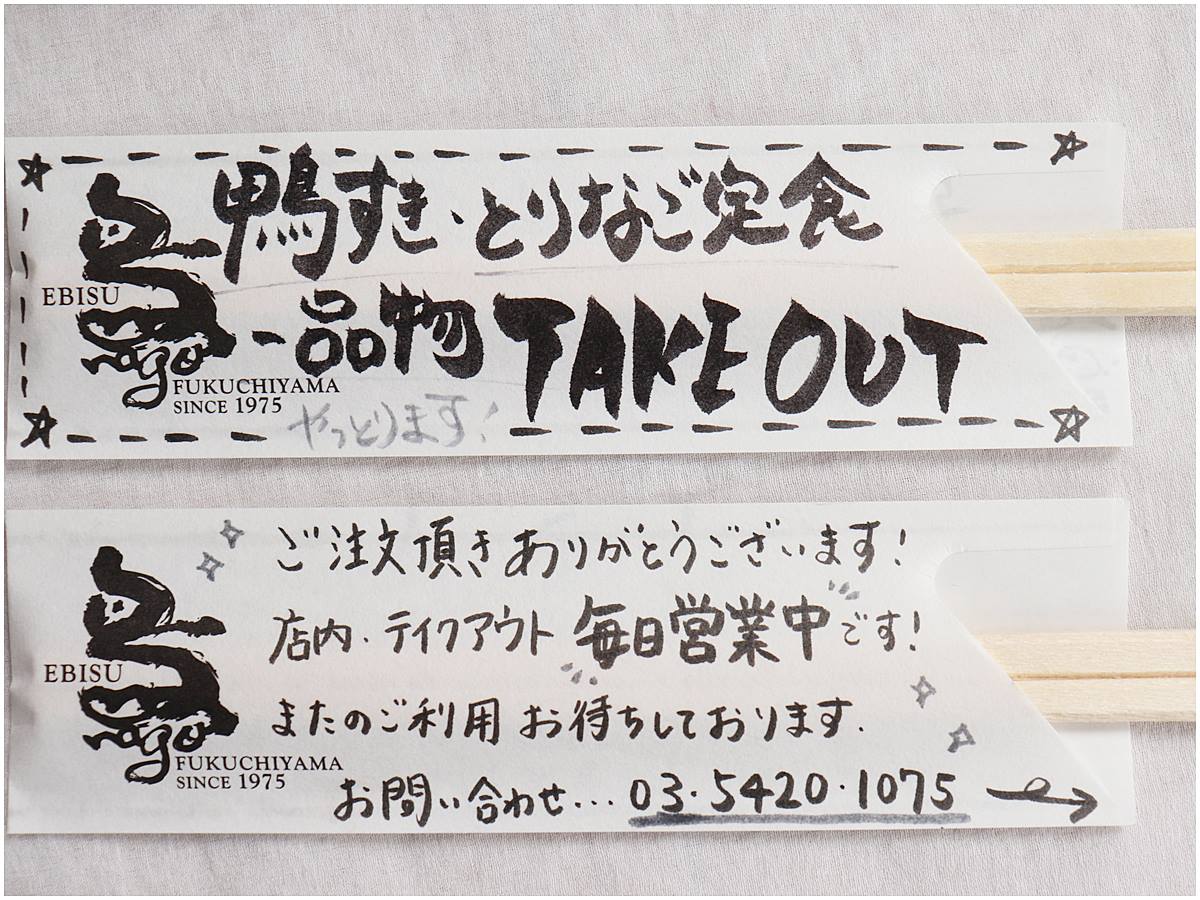 鴨すき・とりなご定食
EBISU
一品物 TAKE OUT
nago
FUKUCHIYAMA
SINCE 1975
やっとります!
ご注文頂きありがとうございます!
店内・テイクアウト 毎日営業中です!
EBISU
またのご利用 お待ちしております.
nago
FUKUCHIYAMA
SINCE 1975
お問い合わせ… 03・5420・1075